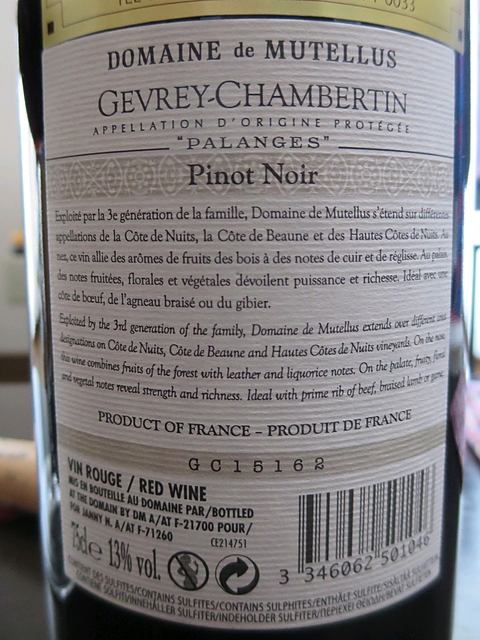 0033
DOMAINE de MUTELLUS
GEVREY-CHAMBERTIN
APPELLATION D'ORIGINE PROTÉGÉE
"PALANGES"
Pinot Noir
Exploité par la 3e génération de la famille, Domaine de Mutellus s'étend sur différentes
appellations de la Côte de Nuits, la Côte de Beaune et des Hautes Côtes de Nuits. Au
nez, ce vin allie des arômes de fruits des bois à des notes de cuir et de réglisse. Au palais,
des notes fruitées, florales et végétales dévoilent puissance et richesse. Idéal avec une
côte de bœuf, de l'agneau braisé ou du gibier.
Exploited by the 3rd generation of the family, Domaine de Mutellus extends over different
designations on Côte de Nuits, Côte de Beaune and Hautes Côtes de Nuits vineyards. On the nose,
this wine combines fruits of the forest with leather and liquorice notes. On the palate, fruity, floral
and vegetal notes reveal strength and richness. Ideal with prime rib of beef, braised lamb or game.
PRODUCT OF FRANCE – PRODUIT DE FRANCE
GC15162
VIN ROUGE / RED WINE
MIS EN BOUTEILLE AU DOMAINE PAR/BOTTLED
AT THE DOMAIN BY DM A/AT F-21700 POUR/
FOR JANNY N. A/AT F-71260
CE214751
75cl e 13% vol.
3 346062 501046
CONTIENT DES SULFITES/CONTAINS SULFITES/CONTAINS SULPHITES/ENTHÄLT SULFITE/
CONTIENE SOLFITI/INNEHÅLLER SULFITER/INDEHOLDER SULFITER/ΠΕΡΙΕΧΕΙ